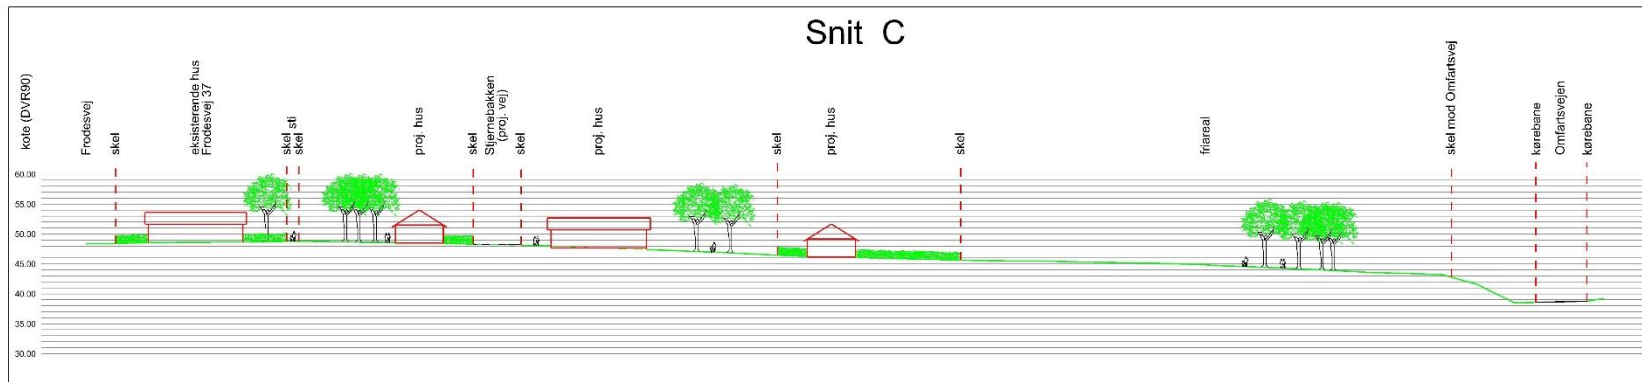 Snit C
kote (DVR90)
Frodesvej
skel
eksisterende hus
Frodesvej 37
skel
sti
skel
proj. hus
skel
Stjernebakken
(proj. vej)
skel
proj. hus
skel
proj. hus
skel
friareal
skel mod Omfartsvej
kørebane
Omfartsvejen
kørebane
60.00
55.00
50.00
45.00
40.00
35.00
30.00